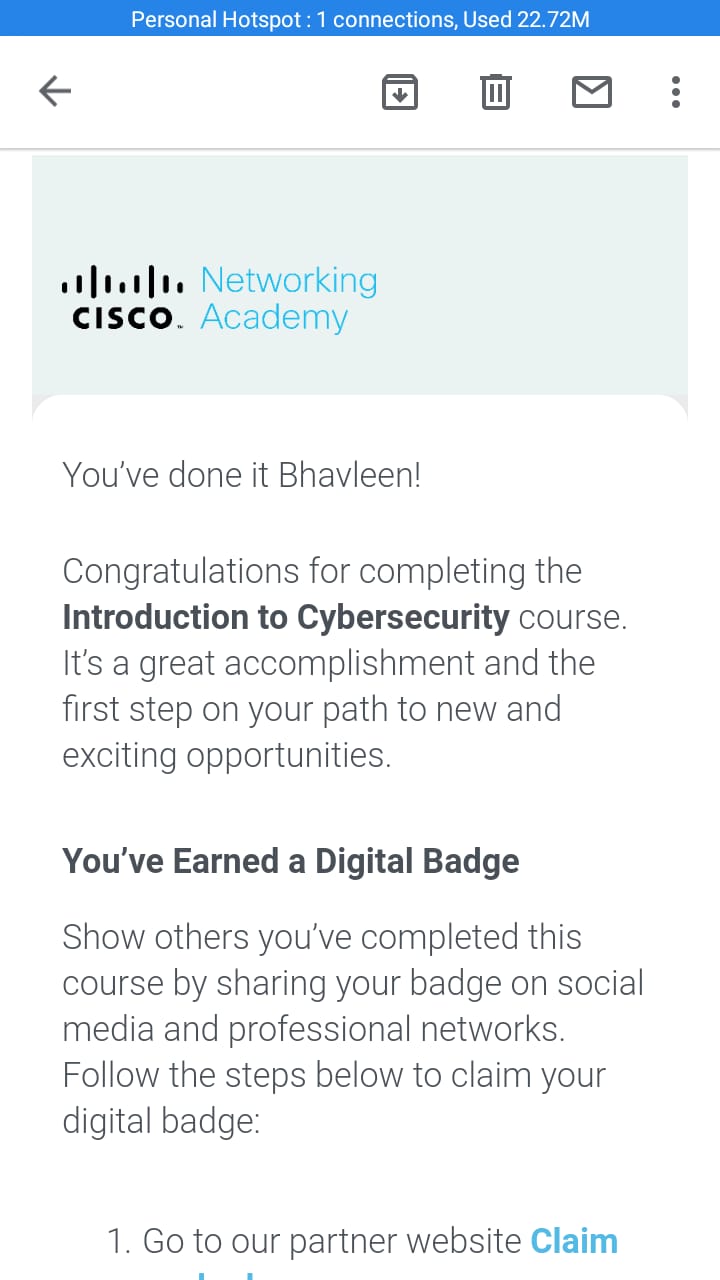 Personal Hotspot : 1 connections, Used 22.72M
Networking
CISCO™ Academy
You've done it Bhavleen!
Congratulations for completing the
Introduction to Cybersecurity course.
It's a great accomplishment and the
first step on your path to new and
exciting opportunities.
You've Earned a Digital Badge
Show others you've completed this
course by sharing your badge on social
media and professional networks.
Follow the steps below to claim your
digital badge:
1. Go to our partner website Claim